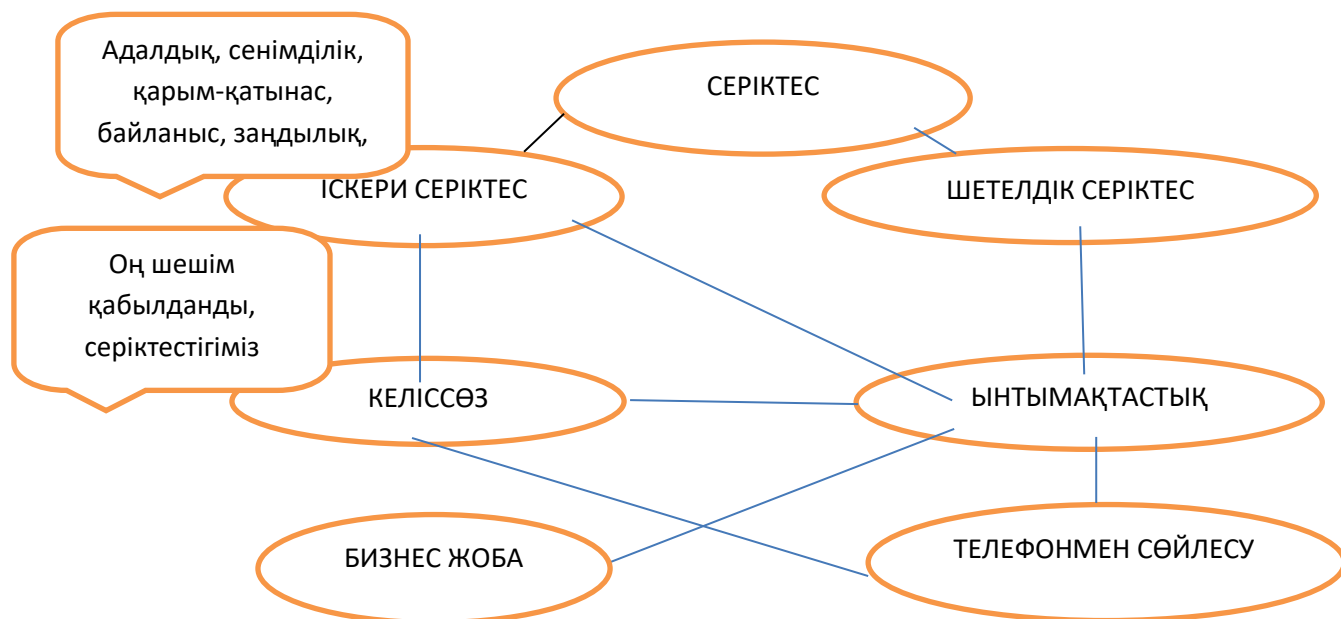 Адалдық, сенімділік,
қарым-қатынас,
байланыс, заңдылық,
СЕРІКТЕС
ІСКЕРИ СЕРІКТЕС
ШЕТЕЛДІК СЕРІКТЕС
Оң шешім
қабылданды,
серіктестігіміз
КЕЛІССӨЗ
ЫНТЫМАҚТАСТЫҚ
БИЗНЕС ЖОБА
ТЕЛЕФОНМЕН СӨЙЛЕСУ